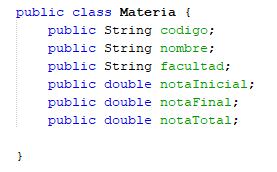 public class Materia {
    public String codigo;
    public String nombre;
    public String facultad;
    public double notaInicial;
    public double notaFinal;
    public double notaTotal;
}